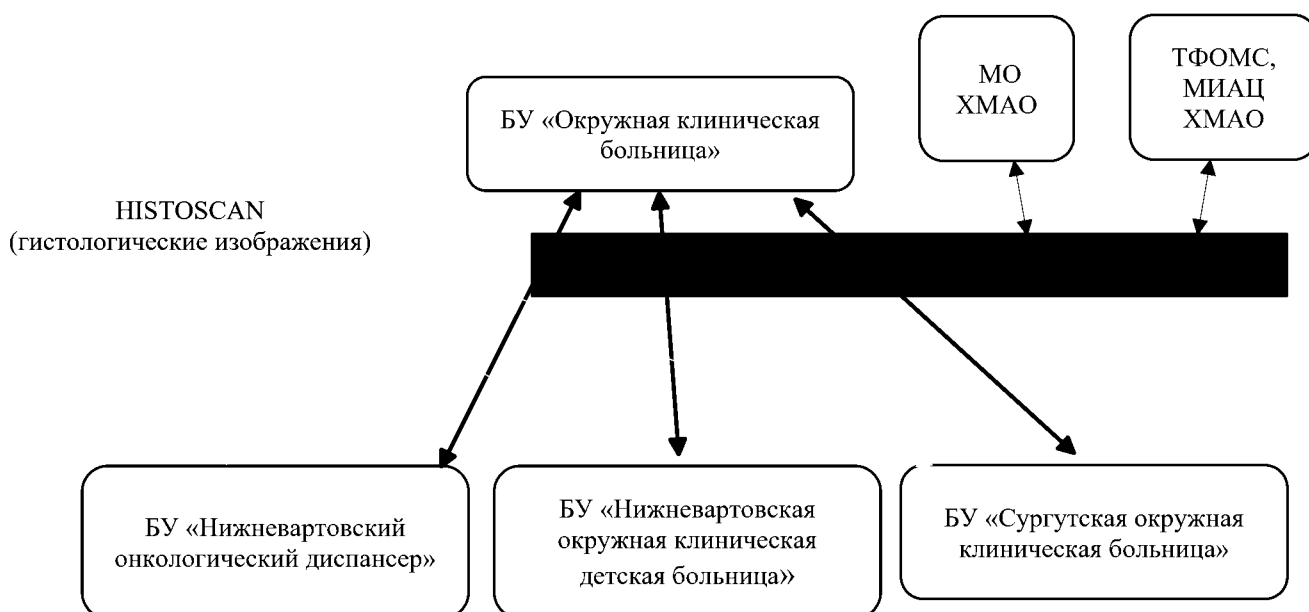 МО
ХМАО
ТФОМС,
МИАЦ
ХМАО
БУ «Окружная клиническая
больница»
HISTOSCAN
(гистологические изображения)
БУ «Нижневартовский
онкологический диспансер»
БУ «Нижневартовская
окружная клиническая
детская больница»
БУ «Сургутская окружная
клиническая больница»